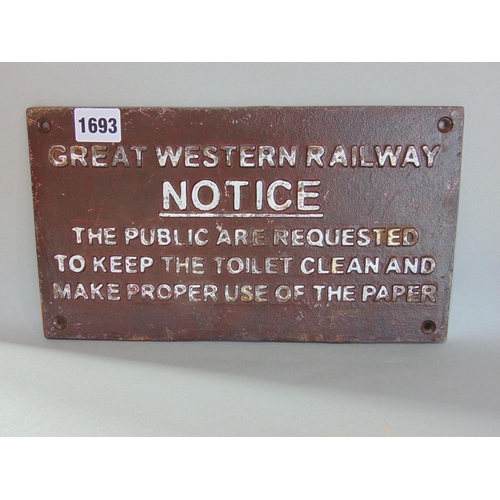 1693
GREAT WESTERN RAILWAY
NOTICE
THE PUBLIC ARE REQUESTED
TO KEEP THE TOILET CLEAN AND
MAKE PROPER USE OF THE PAPER